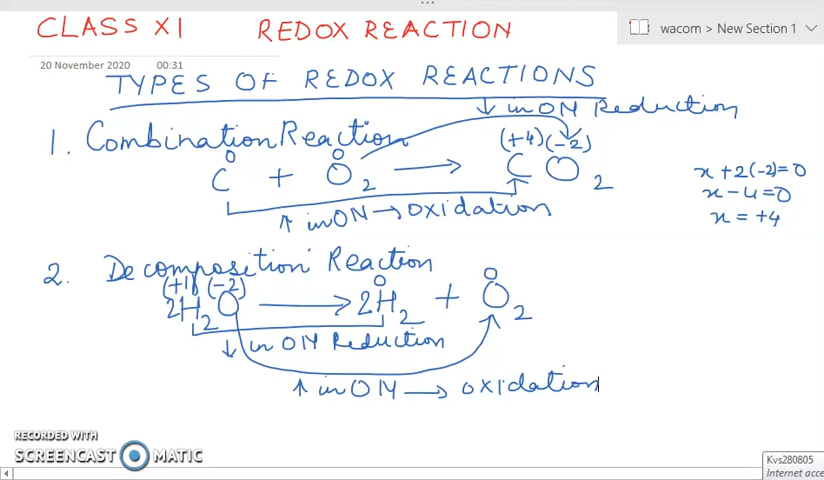 CLASS XI REDOX REACTION
wacom > New Section 1
20 November 2020 00:31
TYPES OF REDOX REACTIONS
↓ in ON Reduction
1. Combination Reaction
0 0 (+4) (-2)
C + O2 → CO2
x + 2(-2) = 0
x - 4 = 0
x = +4
↑ in ON → oxidation
2. Decomposition Reaction
(+1) (-2) 0 0
2H2O → 2H2 + O2
↓ in ON Reduction
↑ in ON → oxidation
RECORDED WITH
SCREENCAST MATIC
Kvs280805
Internet acce